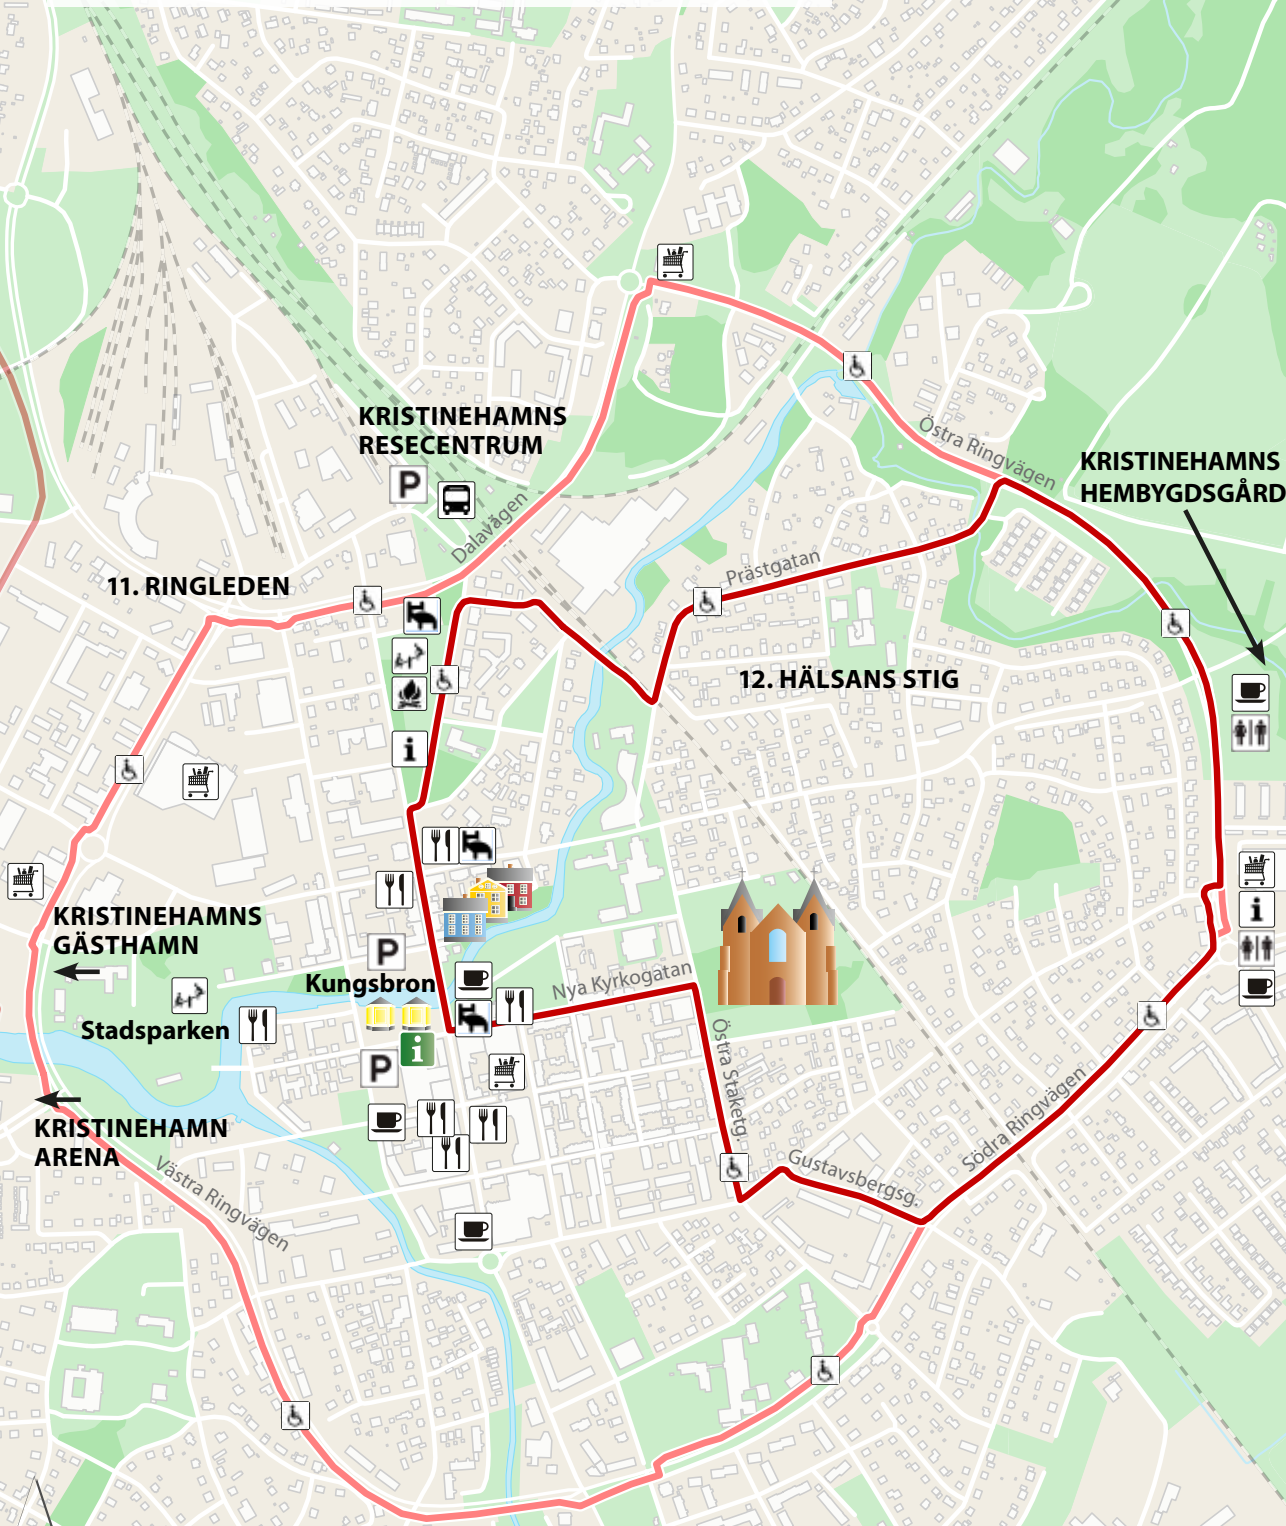 KRISTINEHAMNS
RESECENTRUM
P
Dalavägen
Östra Ringvägen
KRISTINEHAMNS
HEMBYGDSGÅRD
Prästgatan
11. RINGLEDEN
12. HÄLSANS STIG
i
KRISTINEHAMNS
GÄSTHAMN
i
P
Kungsbron
Nya Kyrkogatan
Stadsparken
i
P
Östra Staketg.
KRISTINEHAMN
ARENA
Södra Ringvägen
Gustavsbergsg.
Västra Ringvägen